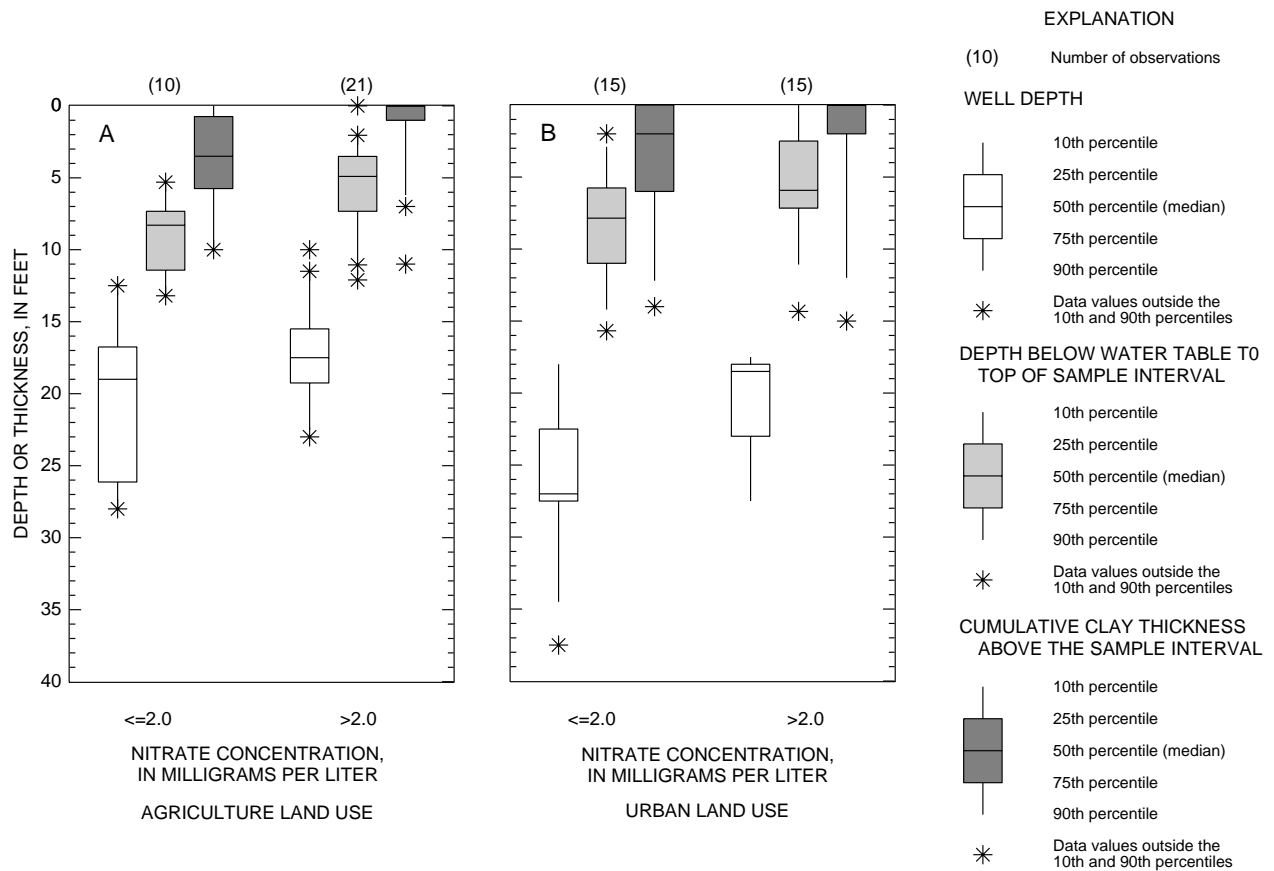 (10)
(21)
(15)
(15)
0
5
10
15
20
25
30
35
40
DEPTH OR THICKNESS, IN FEET
A
B
<=2.0
>2.0
<=2.0
>2.0
NITRATE CONCENTRATION,
IN MILLIGRAMS PER LITER
AGRICULTURE LAND USE
NITRATE CONCENTRATION,
IN MILLIGRAMS PER LITER
URBAN LAND USE
EXPLANATION
(10) Number of observations
WELL DEPTH
10th percentile
25th percentile
50th percentile (median)
75th percentile
90th percentile
Data values outside the
10th and 90th percentiles
DEPTH BELOW WATER TABLE T0
TOP OF SAMPLE INTERVAL
10th percentile
25th percentile
50th percentile (median)
75th percentile
90th percentile
Data values outside the
10th and 90th percentiles
CUMULATIVE CLAY THICKNESS
ABOVE THE SAMPLE INTERVAL
10th percentile
25th percentile
50th percentile (median)
75th percentile
90th percentile
Data values outside the
10th and 90th percentiles